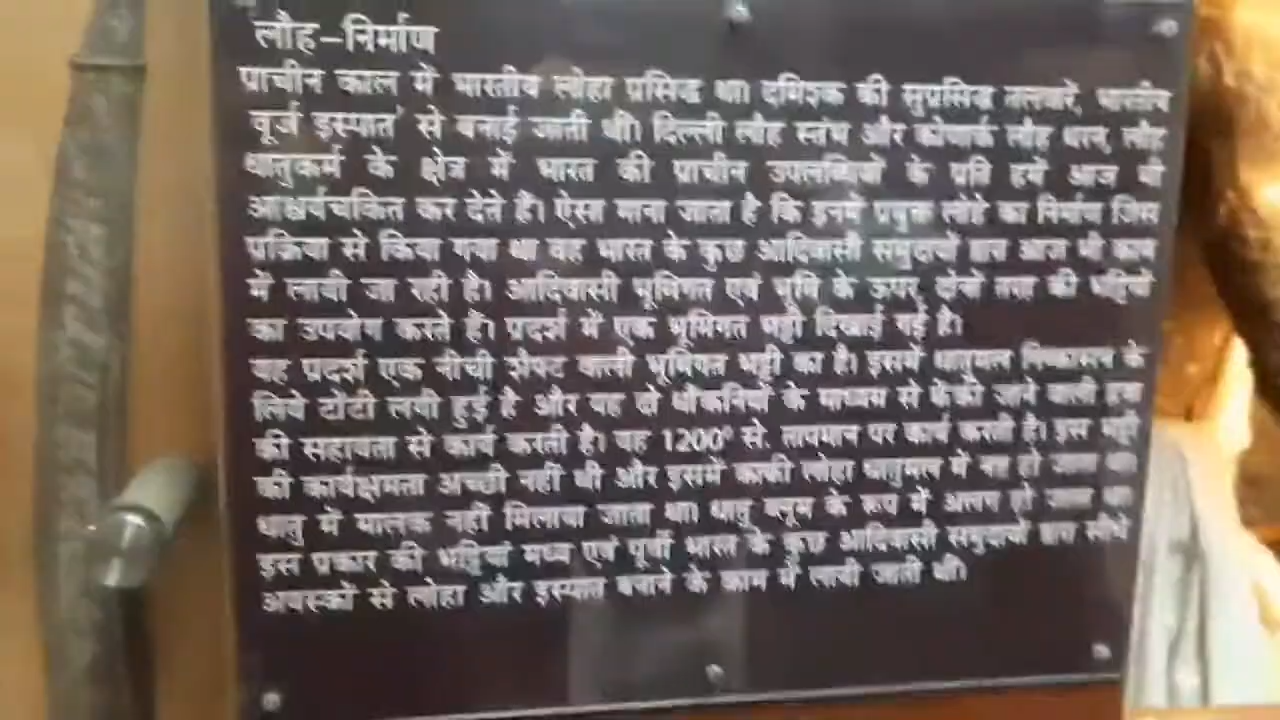 लौह-निर्माण
प्राचीन काल में भारतीय लोहा प्रसिद्ध था। दमिश्क की सुप्रसिद्ध तलवारें, भारतीय
वूर्ज इस्पात' से बनाई जाती थीं। दिल्ली लौह स्तंभ और कोणार्क लौह धरन, लौह
धातुकर्म के क्षेत्र में भारत की प्राचीन उपलब्धियों के प्रति हमें आज भी
आश्चर्यचकित कर देते हैं। ऐसा माना जाता है कि इनमें प्रयुक्त लोहे का निर्माण जिस
प्रक्रिया से किया गया था वह भारत के कुछ आदिवासी समुदायों द्वारा आज भी काम
में लायी जा रही है। आदिवासी भूमिगत एवं भूमि के ऊपर, दोनों तरह की भट्टियों
का उपयोग करते हैं। प्रदर्श में एक भूमिगत भट्टी दिखाई गई है।
यह प्रदर्श एक नीची शैफ्ट वाली भूमिगत भट्टी का है। इसमें धातुमल निष्कासन के
लिये टोंटी लगी हुई है और यह दो धौंकनियों के माध्यम से फेंकी जाने वाली हवा
की सहायता से कार्य करती है। यह 1200° से. तापमान पर कार्य करती है। इस भट्टी
की कार्यक्षमता अच्छी नहीं थी और इसमें काफी लोहा धातुमल में नष्ट हो जाता था।
धातु में गालक नहीं मिलाया जाता था। धातु ब्लूम के रूप में अलग हो जाता था।
इस प्रकार की भट्टियां मध्य एवं पूर्वी भारत के कुछ आदिवासी समुदायों द्वारा सीधे
अयस्कों से लोहा और इस्पात बनाने के काम में लायी जाती थी।